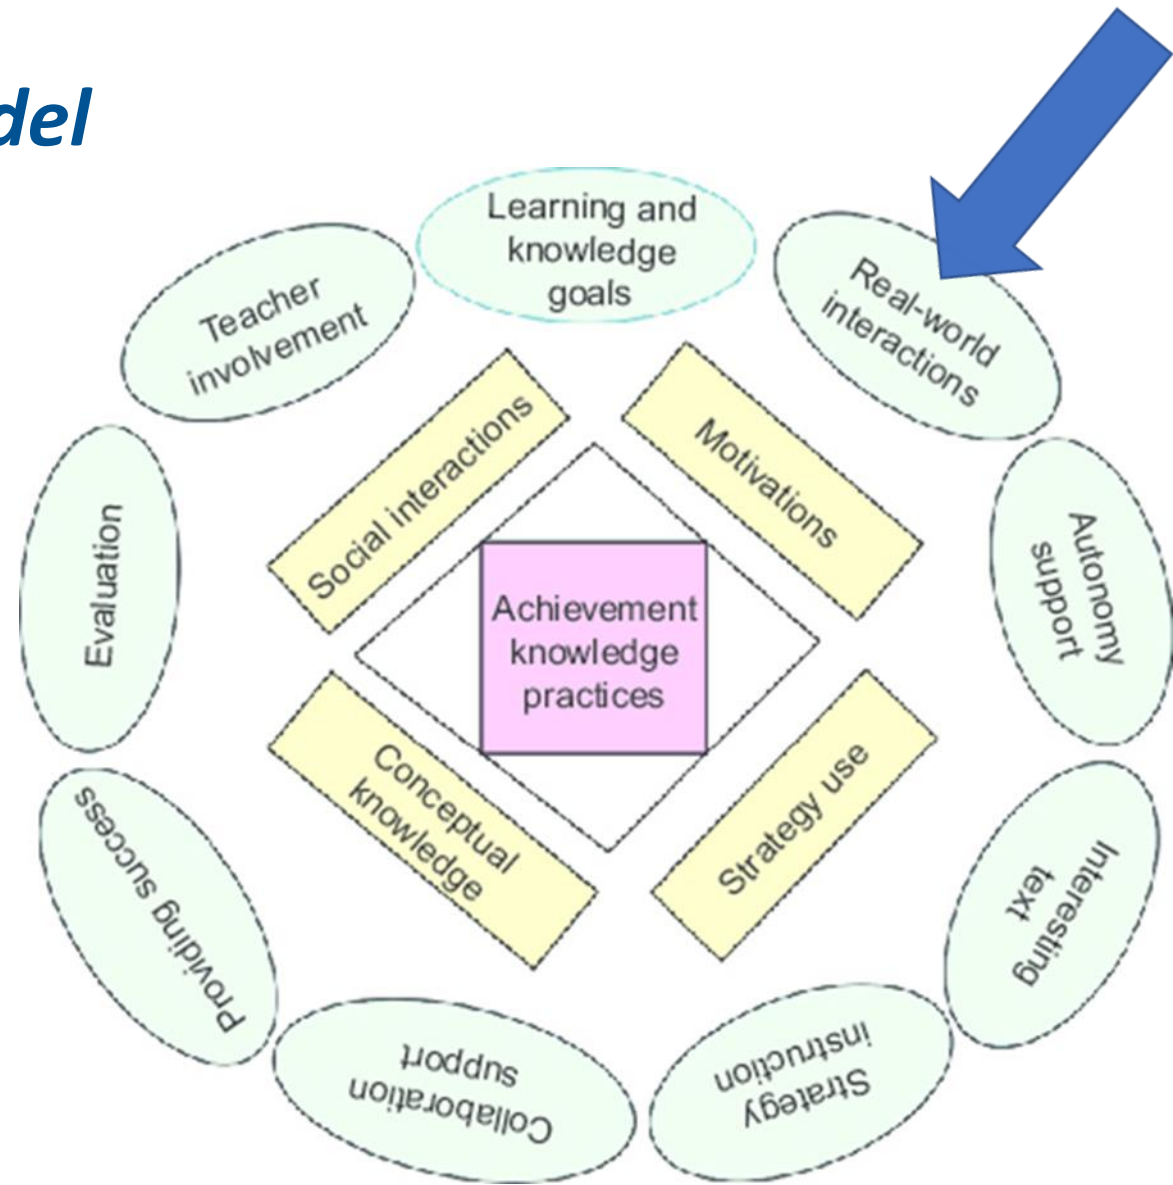 del
Learning and
knowledge
goals
Real-world
interactions
Autonomy
support
Interesting
text
Strategy
instruction
Collaboration
support
Providing success
Evaluation
Teacher
involvement
Social interactions
Motivations
Strategy use
Conceptual
knowledge
Achievement
knowledge
practices